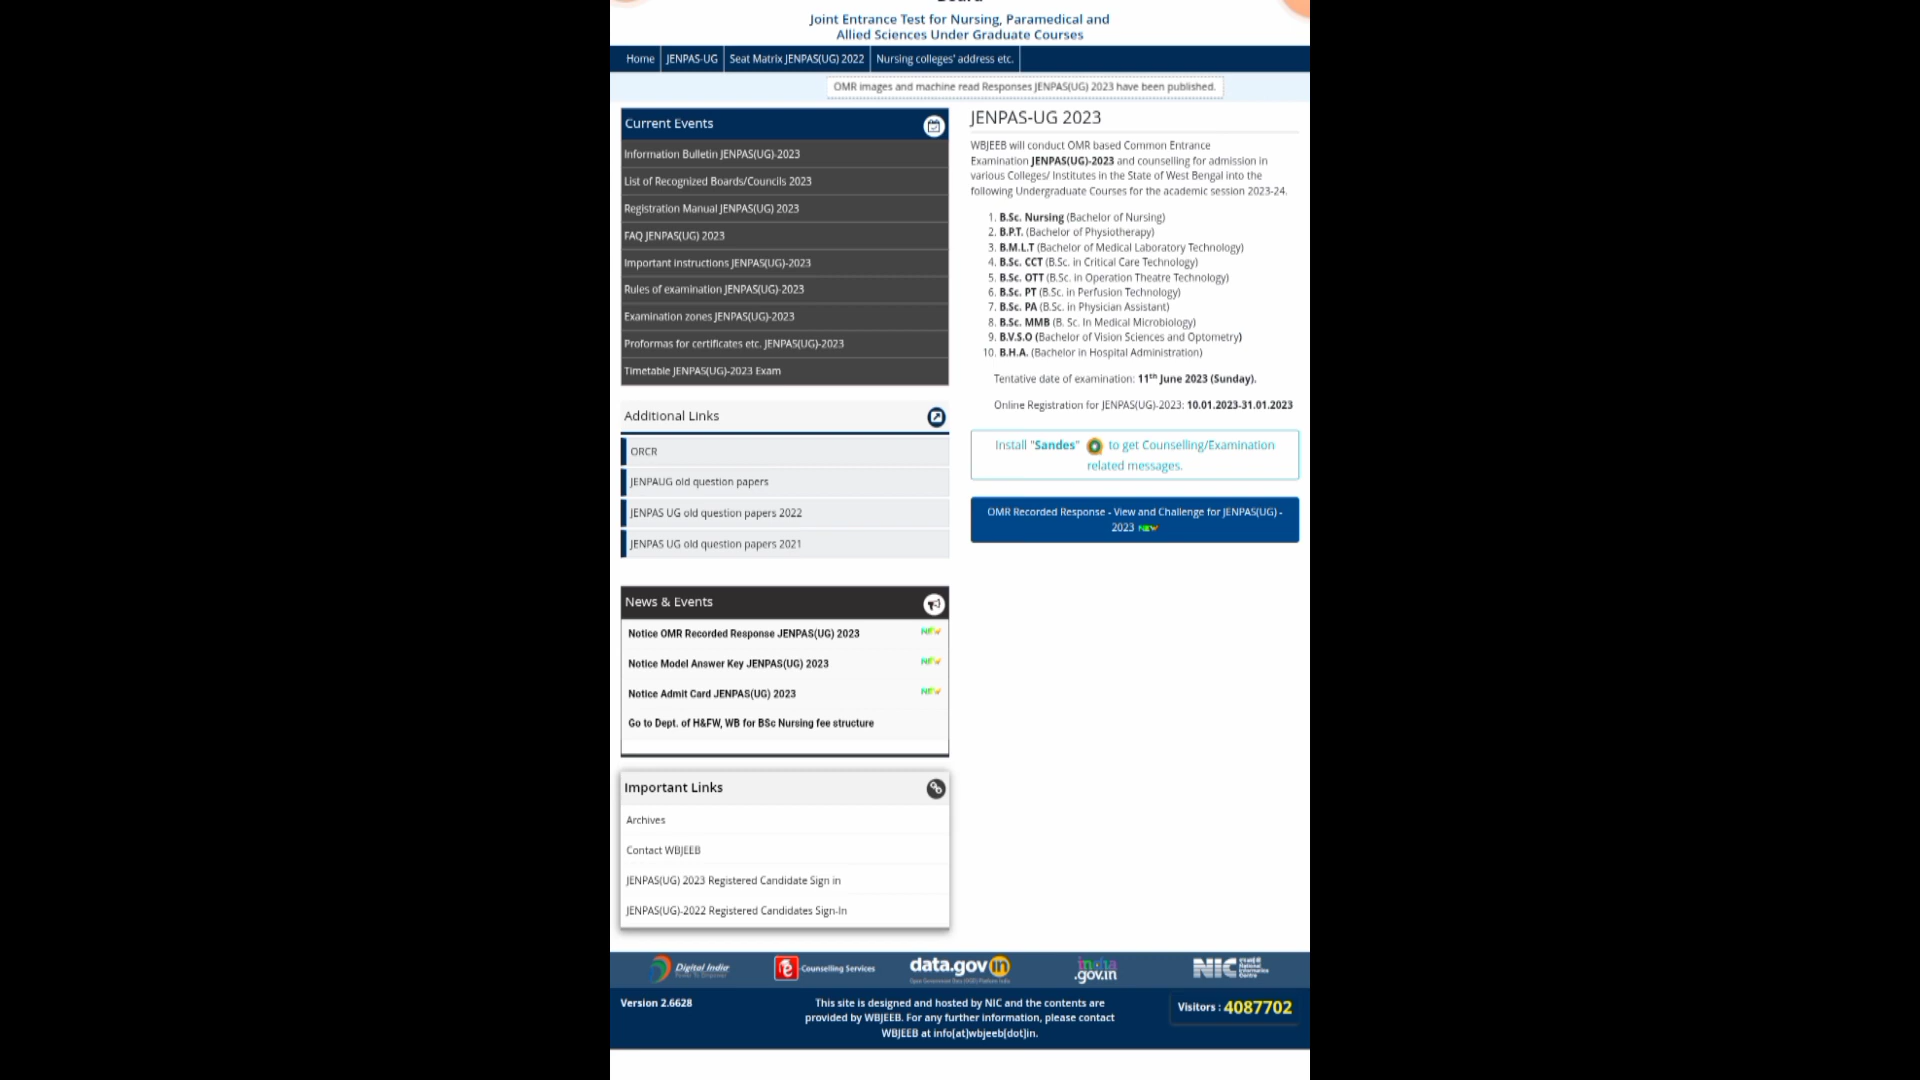 Joint Entrance Test for Nursing, Paramedical and
Allied Sciences Under Graduate Courses
Home
JENPAS-UG
Seat Matrix JENPAS(UG) 2022
Nursing colleges' address etc.
OMR images and machine read Responses JENPAS(UG) 2023 have been published.
Current Events
Information Bulletin JENPAS(UG)-2023
List of Recognized Boards/Councils 2023
Registration Manual JENPAS(UG) 2023
FAQ JENPAS(UG) 2023
Important instructions JENPAS(UG)-2023
Rules of examination JENPAS(UG)-2023
Examination zones JENPAS(UG)-2023
Proformas for certificates etc. JENPAS(UG)-2023
Timetable JENPAS(UG)-2023 Exam
Additional Links
ORCR
JENPAUG old question papers
JENPAS UG old question papers 2022
JENPAS UG old question papers 2021
News & Events
Notice OMR Recorded Response JENPAS(UG) 2023 NEW
Notice Model Answer Key JENPAS(UG) 2023 NEW
Notice Admit Card JENPAS(UG) 2023 NEW
Go to Dept. of H&FW, WB for BSc Nursing fee structure
Important Links
Archives
Contact WBJEEB
JENPAS(UG) 2023 Registered Candidate Sign in
JENPAS(UG)-2022 Registered Candidates Sign-In
JENPAS-UG 2023
WBJEEB will conduct OMR based Common Entrance
Examination JENPAS(UG)-2023 and counselling for admission in
various Colleges/ Institutes in the State of West Bengal into the
following Undergraduate Courses for the academic session 2023-24.
1. B.Sc. Nursing (Bachelor of Nursing)
2. B.P.T. (Bachelor of Physiotherapy)
3. B.M.L.T (Bachelor of Medical Laboratory Technology)
4. B.Sc. CCT (B.Sc. in Critical Care Technology)
5. B.Sc. OTT (B.Sc. in Operation Theatre Technology)
6. B.Sc. PT (B.Sc. in Perfusion Technology)
7. B.Sc. PA (B.Sc. in Physician Assistant)
8. B.Sc. MMB (B. Sc. In Medical Microbiology)
9. B.V.S.O (Bachelor of Vision Sciences and Optometry)
10. B.H.A. (Bachelor in Hospital Administration)
Tentative date of examination: 11th June 2023 (Sunday).
Online Registration for JENPAS(UG)-2023: 10.01.2023-31.01.2023
Install "Sandes" to get Counselling/Examination
related messages.
OMR Recorded Response - View and Challenge for JENPAS(UG) -
2023 NEW
Digital India
Counselling Services
data.gov in
india
.gov.in
NIC
National
Informatics
Centre
Version 2.6628
This site is designed and hosted by NIC and the contents are
provided by WBJEEB. For any further information, please contact
WBJEEB at info[at]wbjeeb[dot]in.
Visitors : 4087702